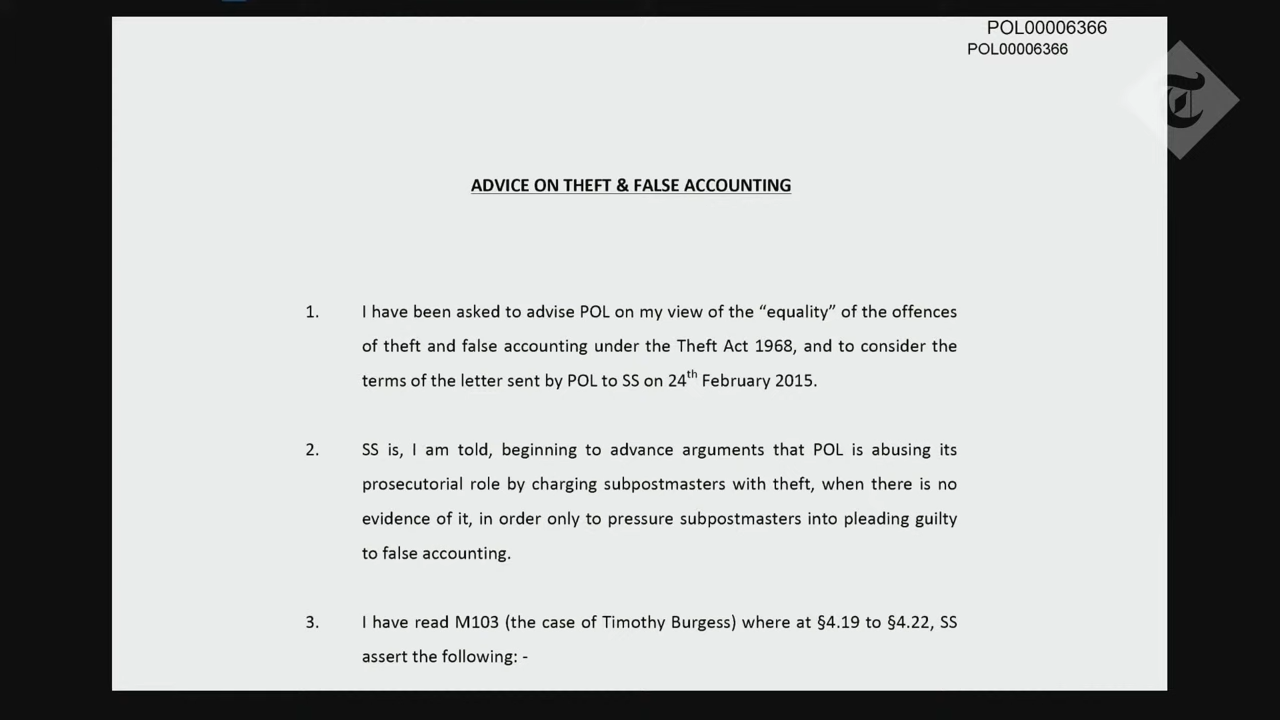 POL00006366
POL00006366
ADVICE ON THEFT & FALSE ACCOUNTING
1. I have been asked to advise POL on my view of the “equality” of the offences
of theft and false accounting under the Theft Act 1968, and to consider the
terms of the letter sent by POL to SS on 24th February 2015.
2. SS is, I am told, beginning to advance arguments that POL is abusing its
prosecutorial role by charging subpostmasters with theft, when there is no
evidence of it, in order only to pressure subpostmasters into pleading guilty
to false accounting.
3. I have read M103 (the case of Timothy Burgess) where at §4.19 to §4.22, SS
assert the following: -
T